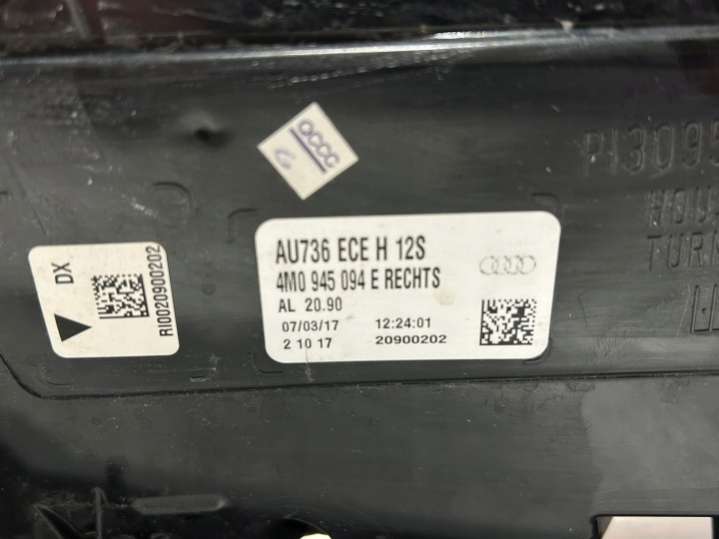 OCCC
G
AU736 ECE H 12S
4M0 945 094 E RECHTS
AL 20.90
07/03/17 12:24:01
2 10 17 20900202
DX
RI0020900202